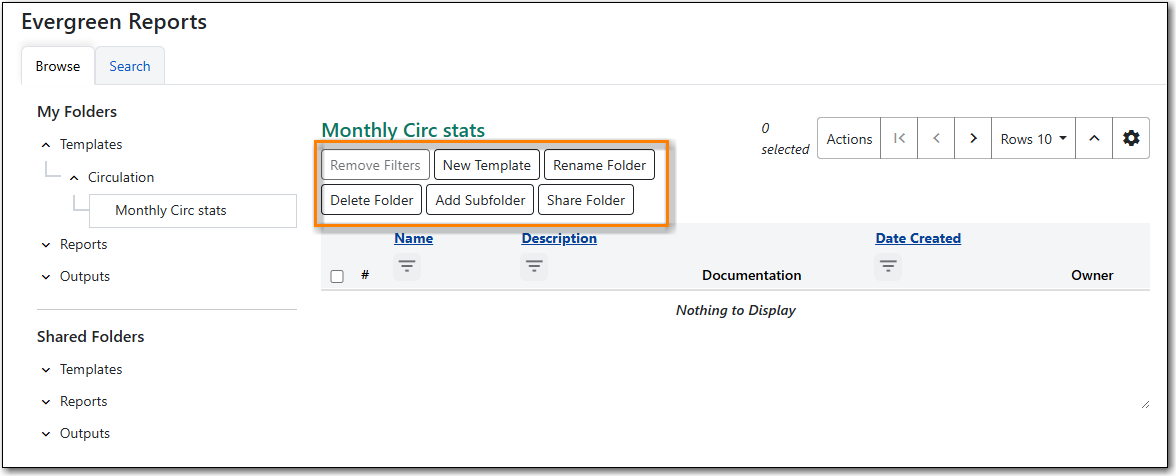 Evergreen Reports
Browse Search
My Folders
Templates
Circulation
Monthly Circ stats
Reports
Outputs
Shared Folders
Templates
Reports
Outputs
Monthly Circ stats
0
selected
Actions Rows 10
Remove Filters New Template Rename Folder
Delete Folder Add Subfolder Share Folder
# Name Description Documentation Date Created Owner
Nothing to Display